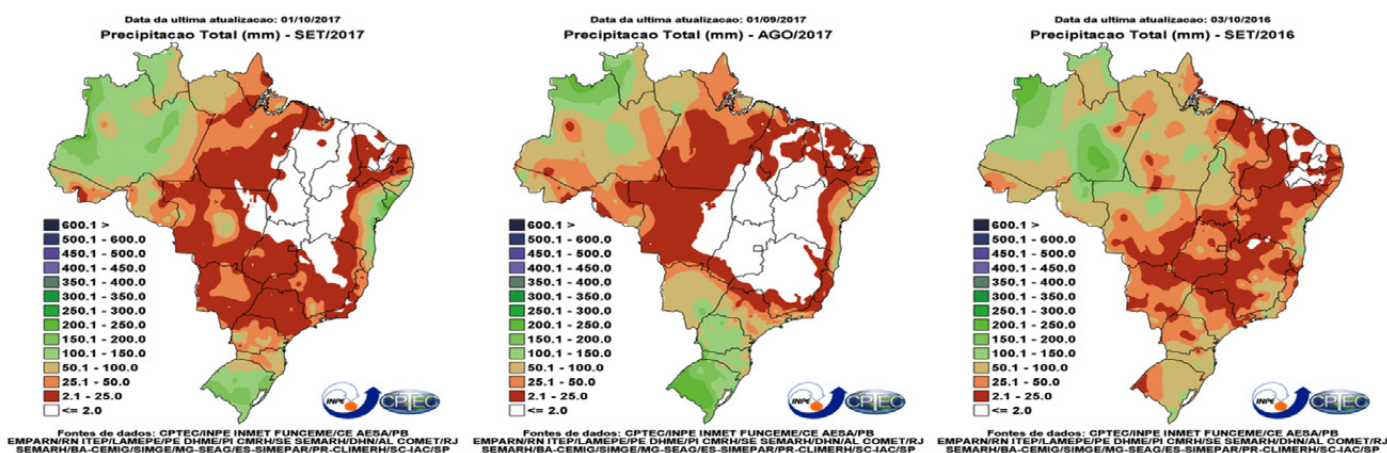 Data da ultima atualizacao: 01/10/2017
Precipitacao Total (mm) - SET/2017
600.1 >
500.1 - 600.0
450.1 - 500.0
400.1 - 450.0
350.1 - 400.0
300.1 - 350.0
250.1 - 300.0
200.1 - 250.0
150.1 - 200.0
100.1 - 150.0
50.1 - 100.0
25.1 - 50.0
2.1 - 25.0
<= 2.0
INPE
CPTEC
Fontes de dados: CPTEC/INPE INMET FUNCEME/CE AESA/PB
EMPARN/RN ITEP/LAMEPE/PE DHME/PI CMRH/SE SEMARH/DHN/AL COMET/RJ
SEMARH/BA-CEMIG/SIMGE/MG-SEAG/ES-SIMEPAR/PR-CLIMERH/SC-IAC/SP
Data da ultima atualizacao: 01/09/2017
Precipitacao Total (mm) - AGO/2017
600.1 >
500.1 - 600.0
450.1 - 500.0
400.1 - 450.0
350.1 - 400.0
300.1 - 350.0
250.1 - 300.0
200.1 - 250.0
150.1 - 200.0
100.1 - 150.0
50.1 - 100.0
25.1 - 50.0
2.1 - 25.0
<= 2.0
INPE
CPTEC
Fontes de dados: CPTEC/INPE INMET FUNCEME/CE AESA/PB
EMPARN/RN ITEP/LAMEPE/PE DHME/PI CMRH/SE SEMARH/DHN/AL COMET/RJ
SEMARH/BA-CEMIG/SIMGE/MG-SEAG/ES-SIMEPAR/PR-CLIMERH/SC-IAC/SP
Data da ultima atualizacao: 03/10/2016
Precipitacao Total (mm) - SET/2016
600.1 >
500.1 - 600.0
450.1 - 500.0
400.1 - 450.0
350.1 - 400.0
300.1 - 350.0
250.1 - 300.0
200.1 - 250.0
150.1 - 200.0
100.1 - 150.0
50.1 - 100.0
25.1 - 50.0
2.1 - 25.0
<= 2.0
INPE
CPTEC
Fontes de dados: CPTEC/INPE INMET FUNCEME/CE AESA/PB
EMPARN/RN ITEP/LAMEPE/PE DHME/PI CMRH/SE SEMARH/DHN/AL COMET/RJ
SEMARH/BA-CEMIG/SIMGE/MG-SEAG/ES-SIMEPAR/PR-CLIMERH/SC-IAC/SP